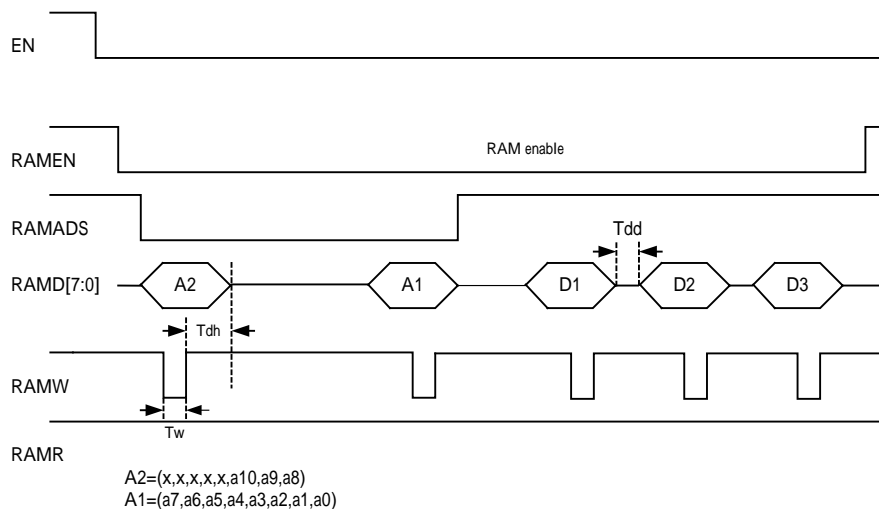 EN
RAMEN
RAM enable
RAMADS
Tdd
RAMD[7:0]
A2
A1
D1
D2
D3
Tdh
RAMW
Tw
RAMR
A2=(x,x,x,x,x,a10,a9,a8)
A1=(a7,a6,a5,a4,a3,a2,a1,a0)